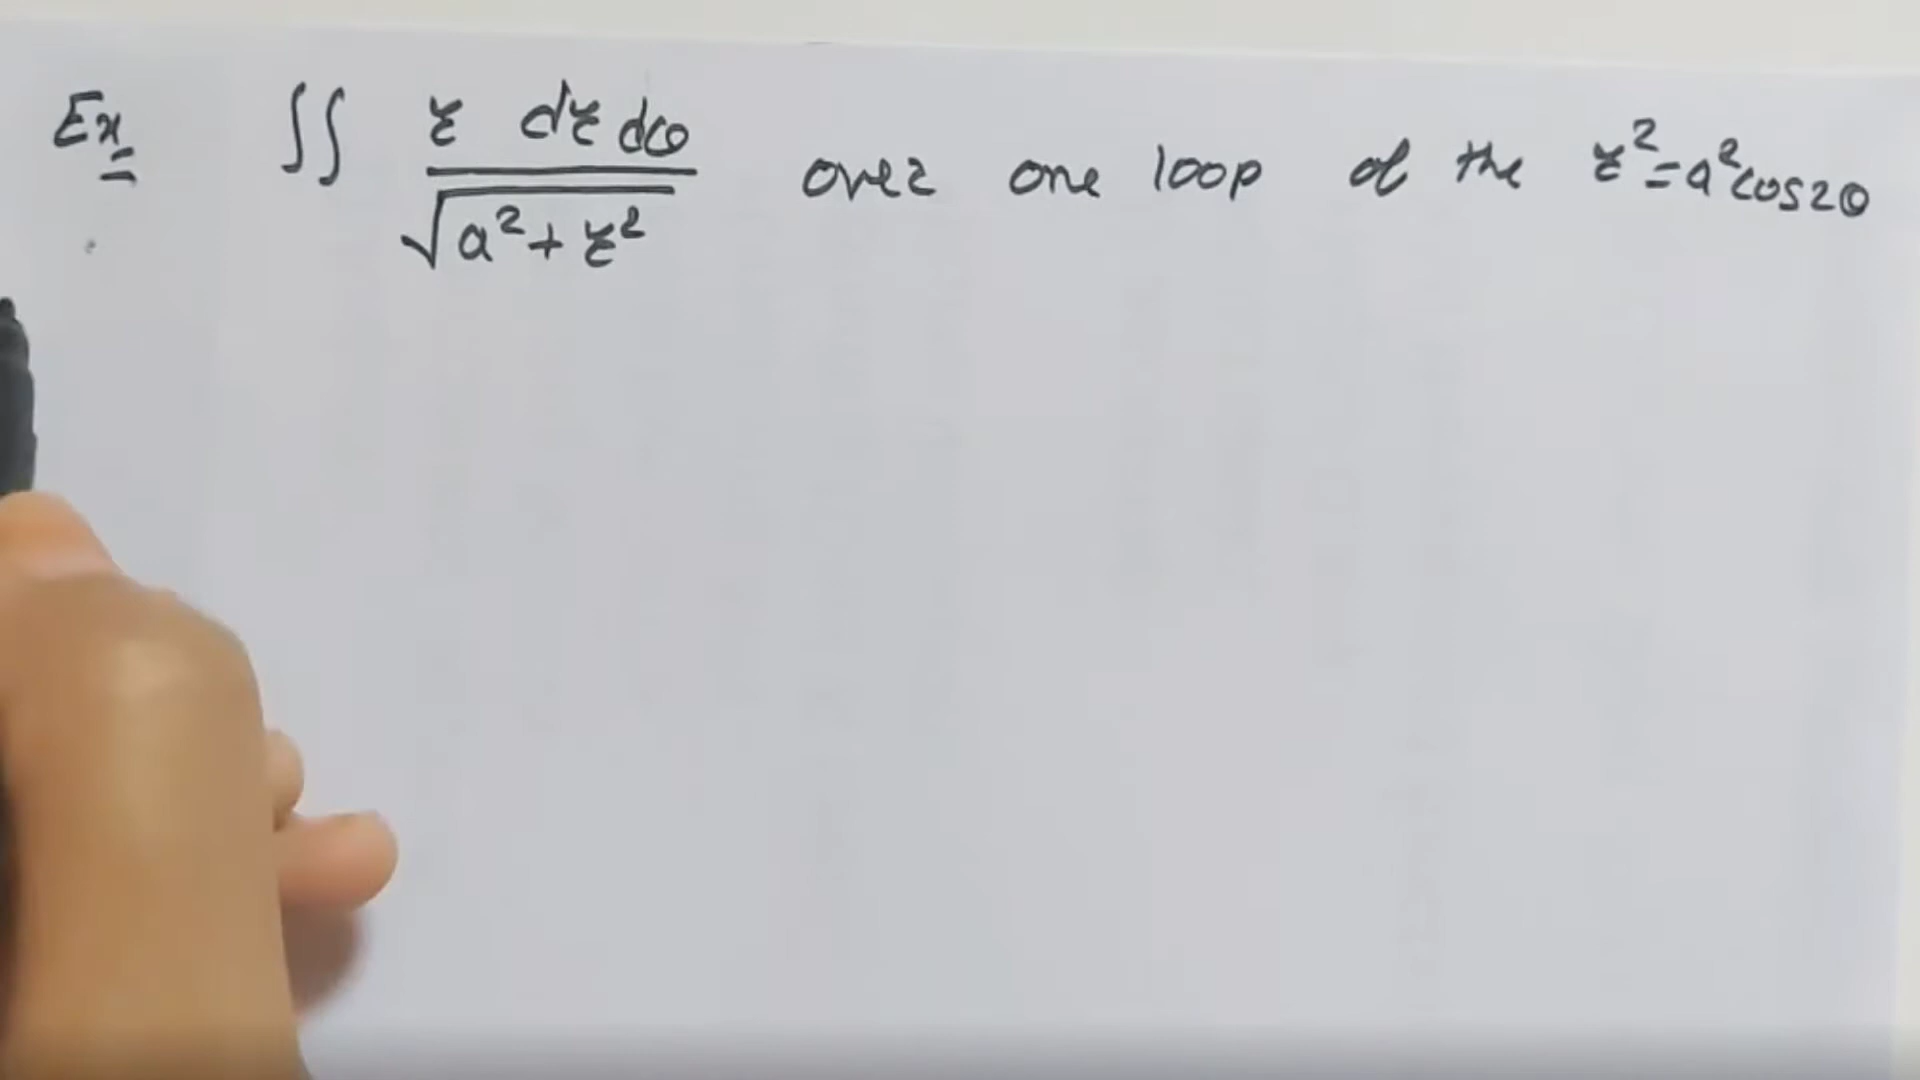 Ex ∫∫ r dr dθ / √(a²+r²) over one loop of the r²=a²cos2θ